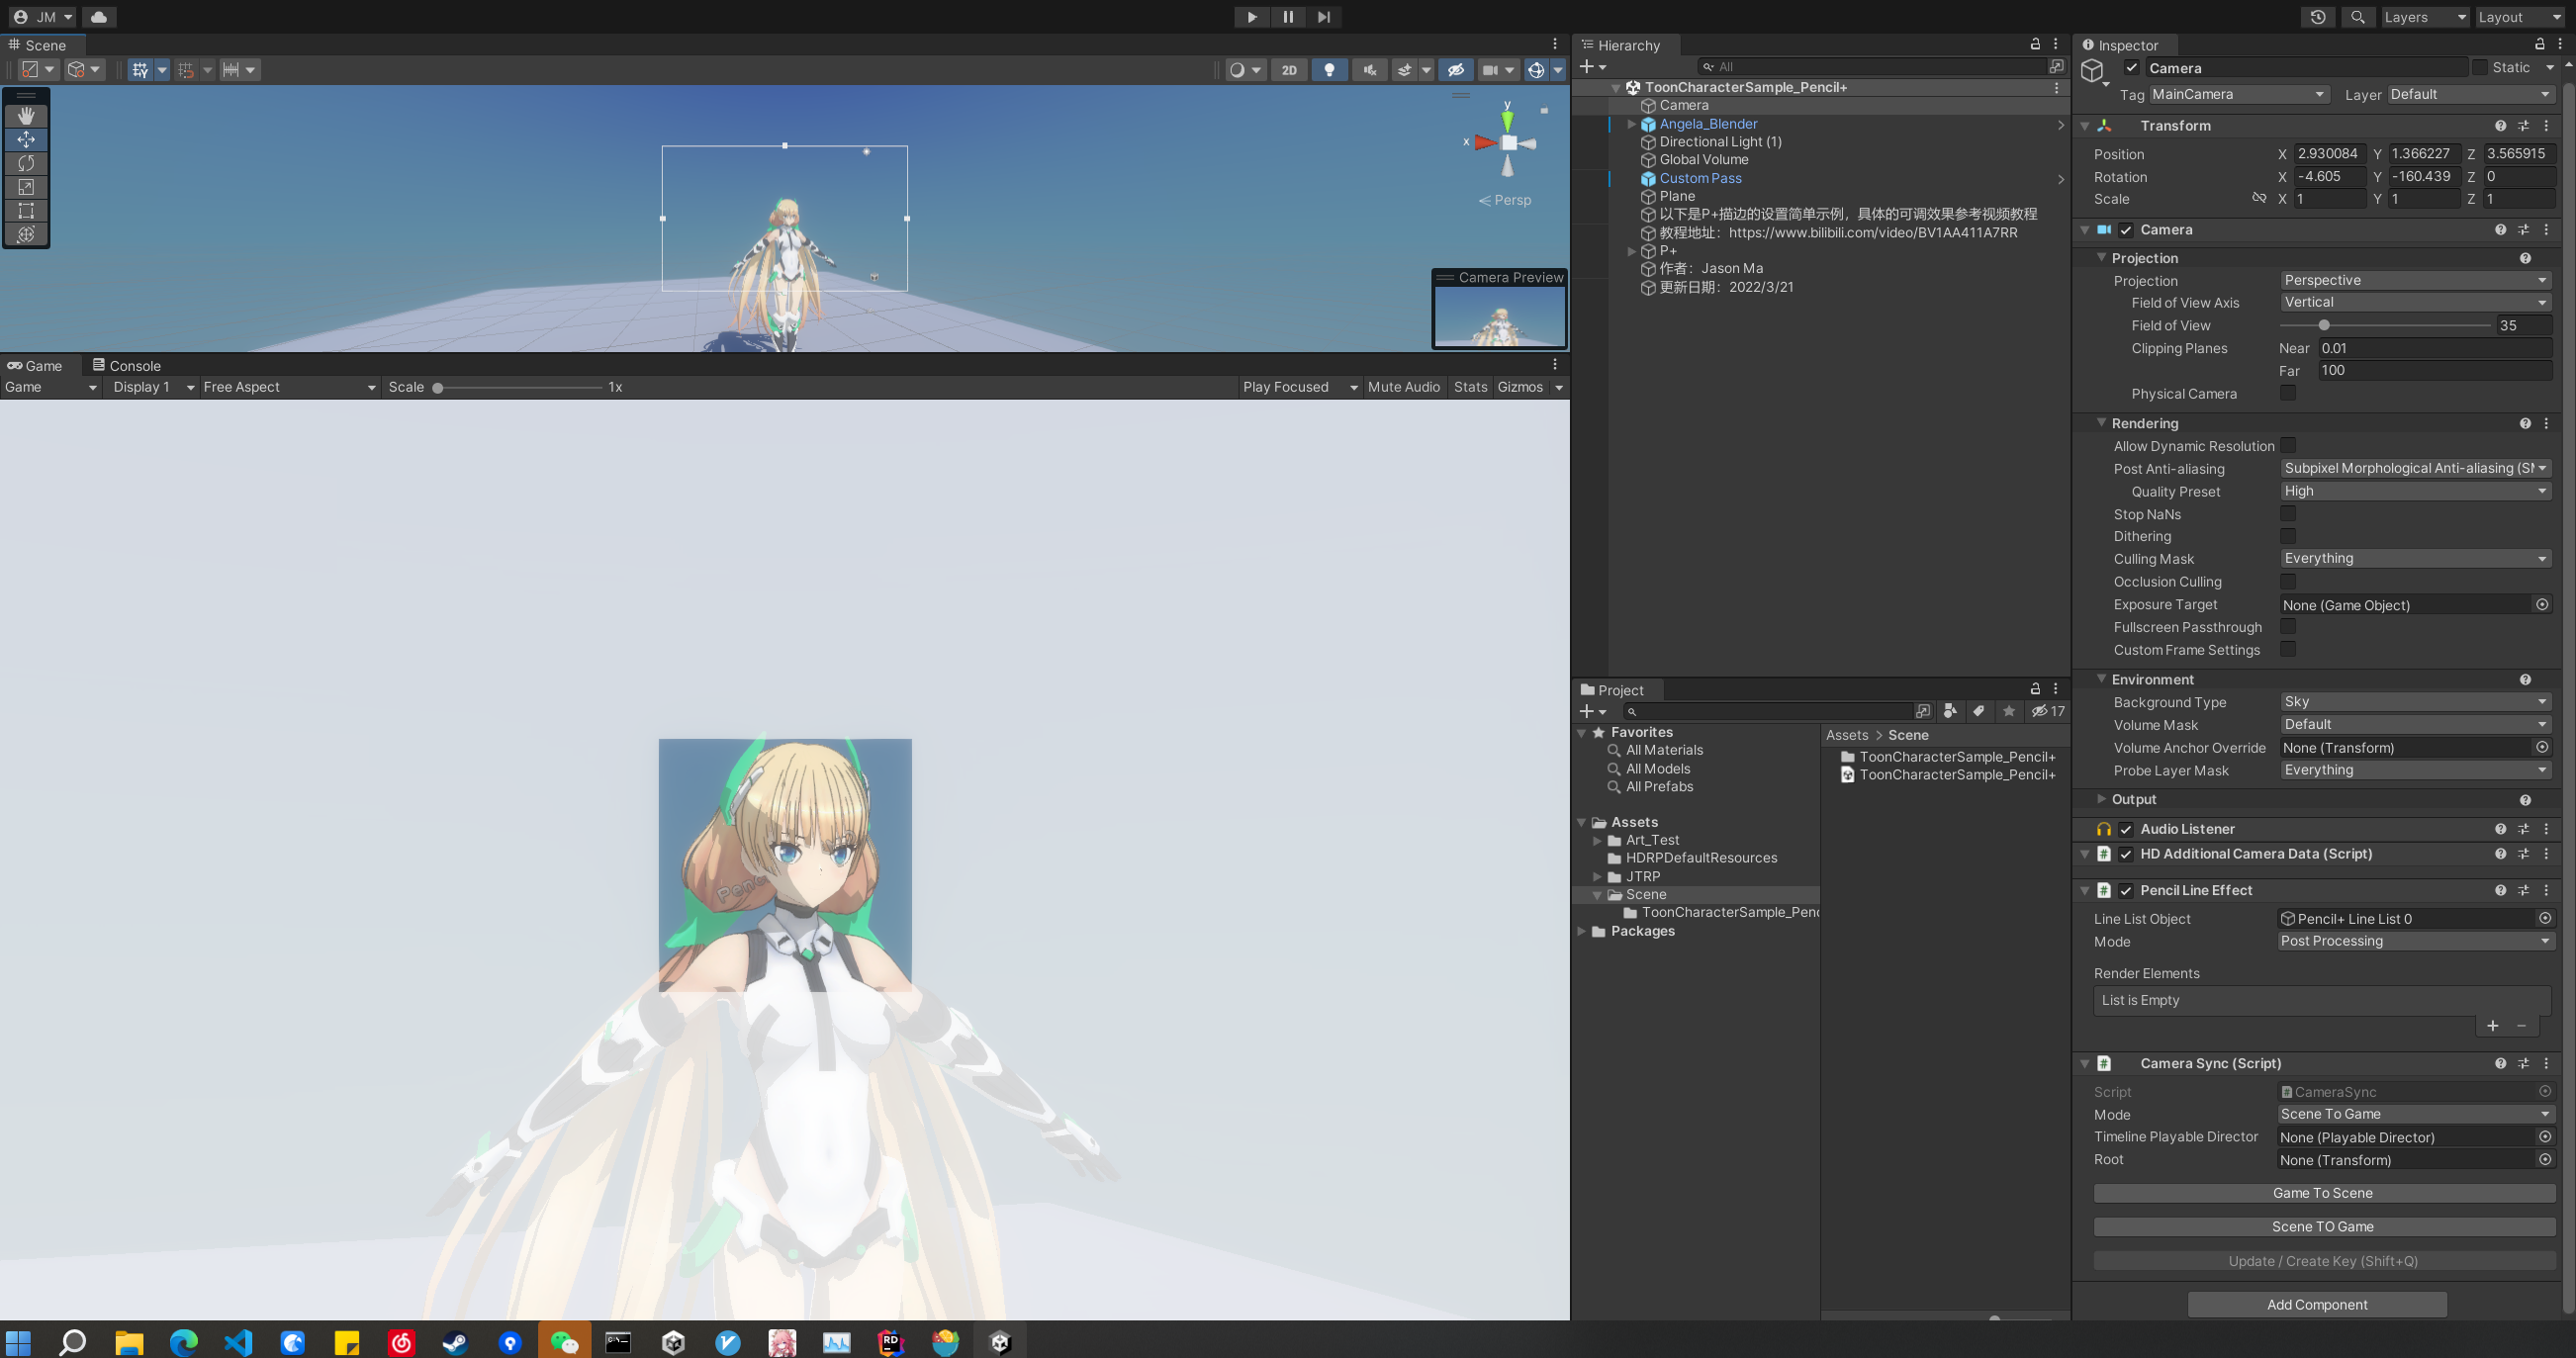 JM
Layers
Layout
Scene
2D
y
x
Persp
Camera Preview
Game
Console
Game
Display 1
Free Aspect
Scale
1x
Play Focused
Mute Audio
Stats
Gizmos
Hierarchy
All
ToonCharacterSample_Pencil+
Camera
Angela_Blender
Directional Light (1)
Global Volume
Custom Pass
Plane
以下是P+描边的设置简单示例，具体的可调效果参考视频教程
教程地址：https://www.bilibili.com/video/BV1AA411A7RR
P+
作者：Jason Ma
更新日期：2022/3/21
Project
17
Favorites
All Materials
All Models
All Prefabs
Assets
Art_Test
HDRPDefaultResources
JTRP
Scene
ToonCharacterSample_Penc
Packages
Assets > Scene
ToonCharacterSample_Pencil+
ToonCharacterSample_Pencil+
Inspector
Camera
Static
Tag MainCamera Layer Default
Transform
Position X 2.930084 Y 1.366227 Z 3.565915
Rotation X -4.605 Y -160.439 Z 0
Scale X 1 Y 1 Z 1
Camera
Projection
Projection Perspective
Field of View Axis Vertical
Field of View 35
Clipping Planes Near 0.01
Far 100
Physical Camera
Rendering
Allow Dynamic Resolution
Post Anti-aliasing Subpixel Morphological Anti-aliasing (SM
Quality Preset High
Stop NaNs
Dithering
Culling Mask Everything
Occlusion Culling
Exposure Target None (Game Object)
Fullscreen Passthrough
Custom Frame Settings
Environment
Background Type Sky
Volume Mask Default
Volume Anchor Override None (Transform)
Probe Layer Mask Everything
Output
Audio Listener
HD Additional Camera Data (Script)
Pencil Line Effect
Line List Object Pencil+ Line List 0
Mode Post Processing
Render Elements
List is Empty
Camera Sync (Script)
Script CameraSync
Mode Scene To Game
Timeline Playable Director None (Playable Director)
Root None (Transform)
Game To Scene
Scene TO Game
Update / Create Key (Shift+Q)
Add Component
RD